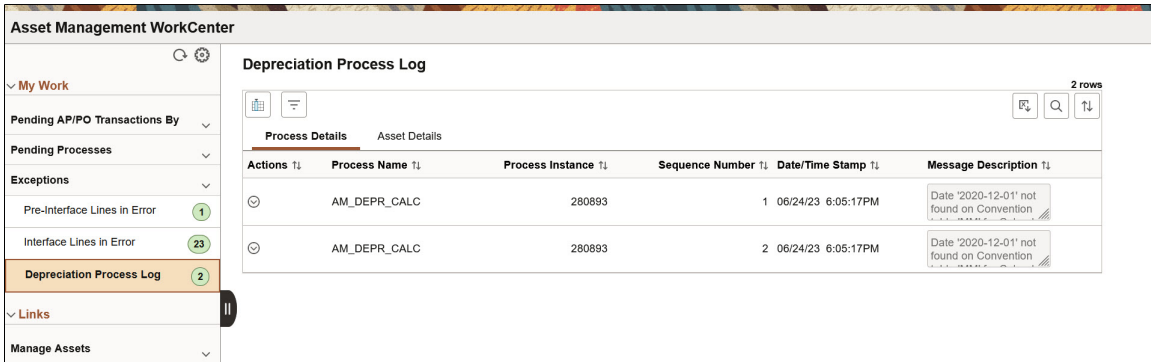 Asset Management WorkCenter
My Work
Pending AP/PO Transactions By
Pending Processes
Exceptions
Pre-Interface Lines in Error 1
Interface Lines in Error 23
Depreciation Process Log 2
Links
Manage Assets
Depreciation Process Log
2 rows
Process Details Asset Details
Actions Process Name Process Instance Sequence Number Date/Time Stamp Message Description
AM_DEPR_CALC 280893 1 06/24/23 6:05:17PM Date '2020-12-01' not
found on Convention
AM_DEPR_CALC 280893 2 06/24/23 6:05:17PM Date '2020-12-01' not
found on Convention